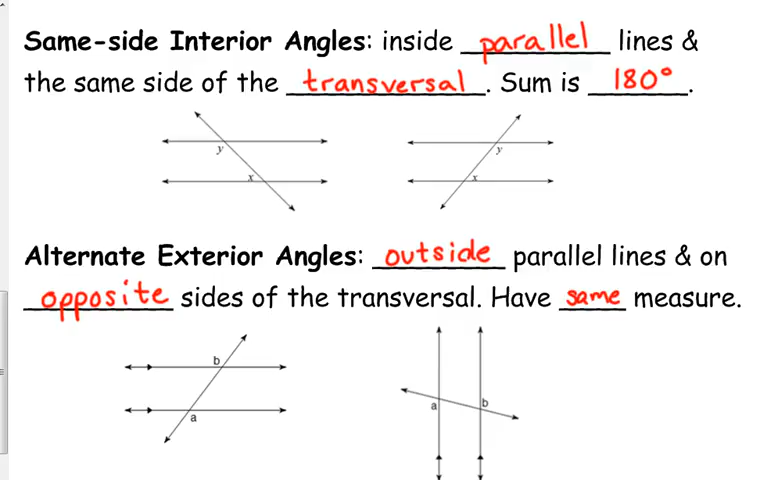 Same-side Interior Angles: inside parallel lines &
the same side of the transversal. Sum is 180°.
y
x
y
x
Alternate Exterior Angles: outside parallel lines & on
opposite sides of the transversal. Have same measure.
b
a
a
b